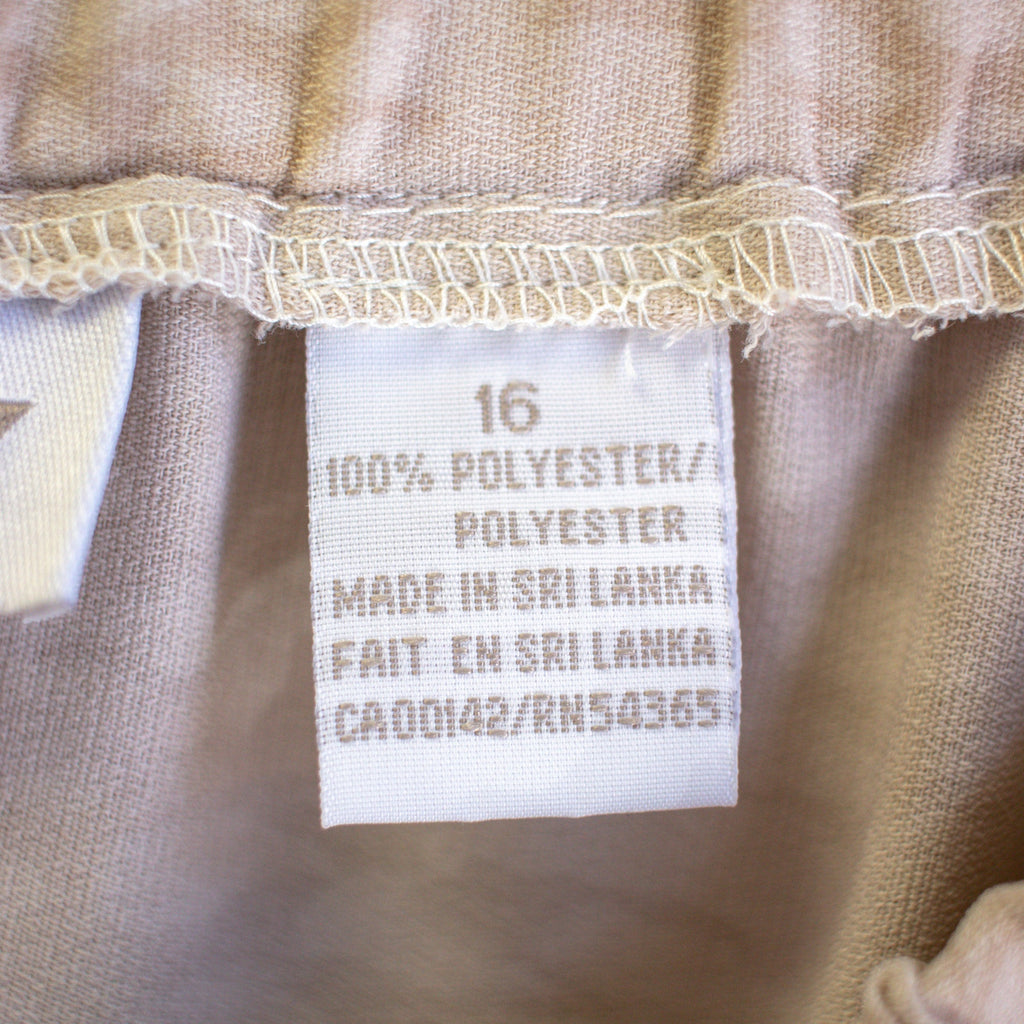 16
100% POLYESTER/
POLYESTER
MADE IN SRI LANKA
FAIT EN SRI LANKA
CA00142/RN54365